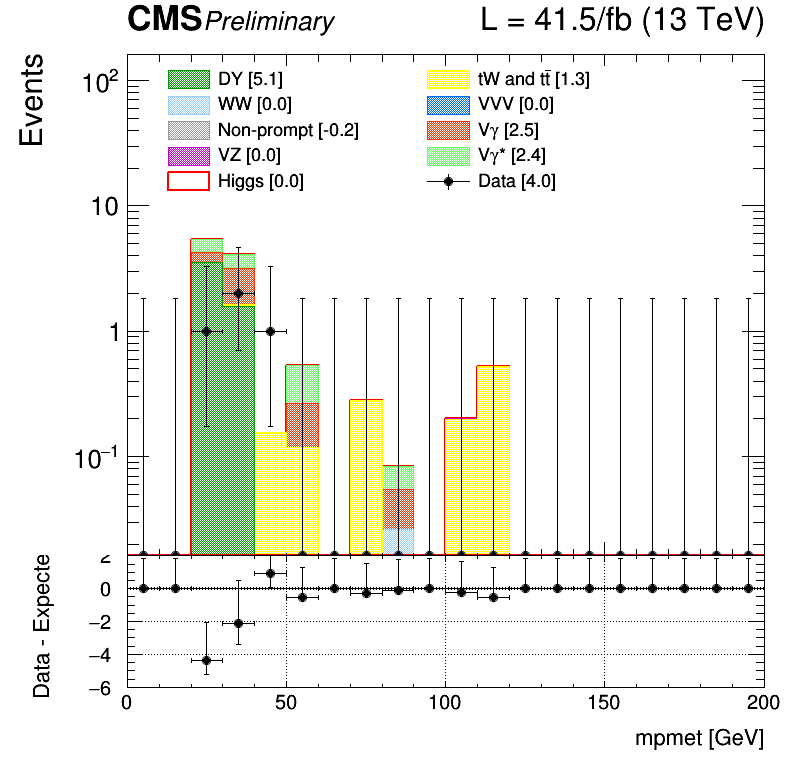 CMS Preliminary L = 41.5/fb (13 TeV)
Events
10²
10
1
10⁻¹
DY [5.1]
WW [0.0]
Non-prompt [-0.2]
VZ [0.0]
Higgs [0.0]
tW and tt̄ [1.3]
VVV [0.0]
Vγ [2.5]
Vγ* [2.4]
Data [4.0]
Data - Expecte
2
0
−2
−4
−6
0 50 100 150 200
mpmet [GeV]